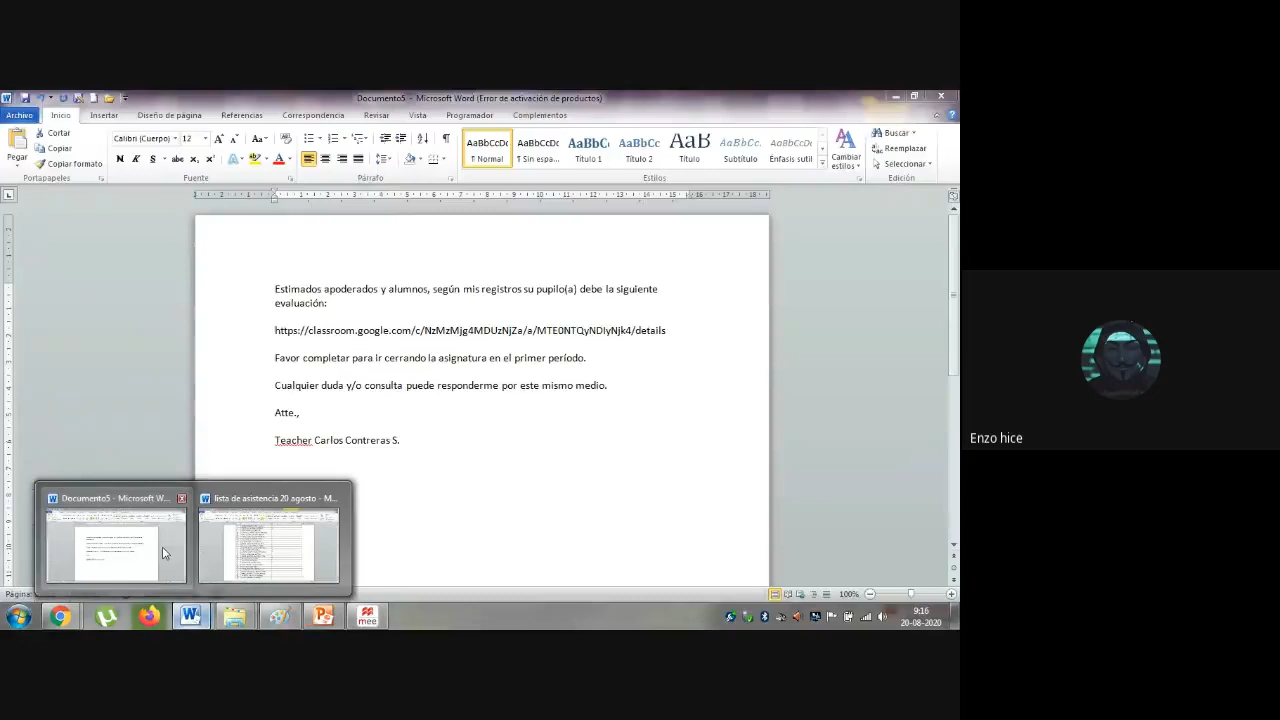 Documento5 - Microsoft Word (Error de activación de productos)
Archivo Inicio Insertar Diseño de página Referencias Correspondencia Revisar Vista Programador Complementos
Pegar
Cortar
Copiar
Copiar formato
Portapapeles
Calibri (Cuerpo) 12
Fuente
Párrafo
AaBbCcDc AaBbCcDc AaBbC AaBbCc AaB AaBbCc. AaBbCcDc
¶ Normal ¶ Sin espa... Título 1 Título 2 Título Subtítulo Énfasis sutil
Estilos
Cambiar estilos
Buscar
Reemplazar
Seleccionar
Edición
Estimados apoderados y alumnos, según mis registros su pupilo(a) debe la siguiente
evaluación:
https://classroom.google.com/c/NzMzMjg4MDUzNjZa/a/MTE0NTQyNDIyNjk4/details
Favor completar para ir cerrando la asignatura en el primer período.
Cualquier duda y/o consulta puede responderme por este mismo medio.
Atte.,
Teacher Carlos Contreras S.
Enzo hice
Documento5 - Microsoft W... lista de asistencia 20 agosto - M...
Página:
100%
mee
9:16
20-08-2020